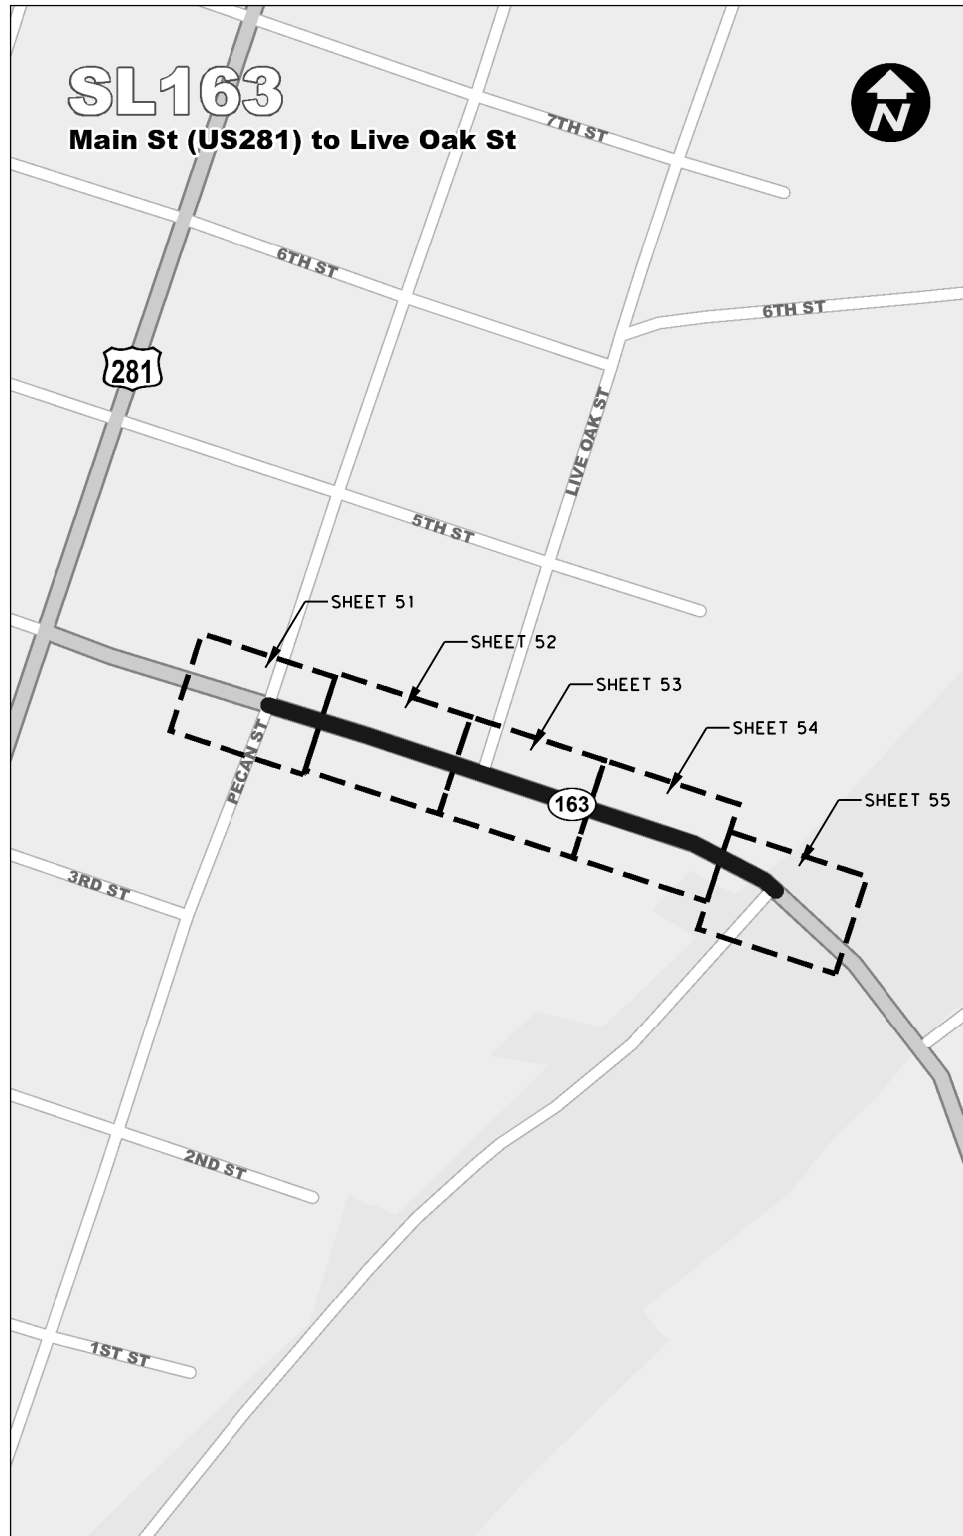 SL163
Main St (US281) to Live Oak St
N
7TH ST
6TH ST
6TH ST
281
LIVE OAK ST
5TH ST
SHEET 51
SHEET 52
SHEET 53
SHEET 54
SHEET 55
PECAN ST
163
3RD ST
2ND ST
1ST ST